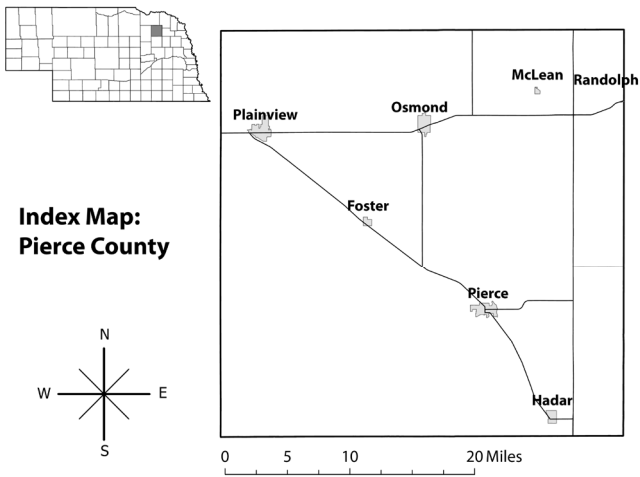 McLean
Randolph
Plainview
Osmond
Foster
Index Map:
Pierce County
Pierce
N
W
E
S
Hadar
0 5 10 20 Miles